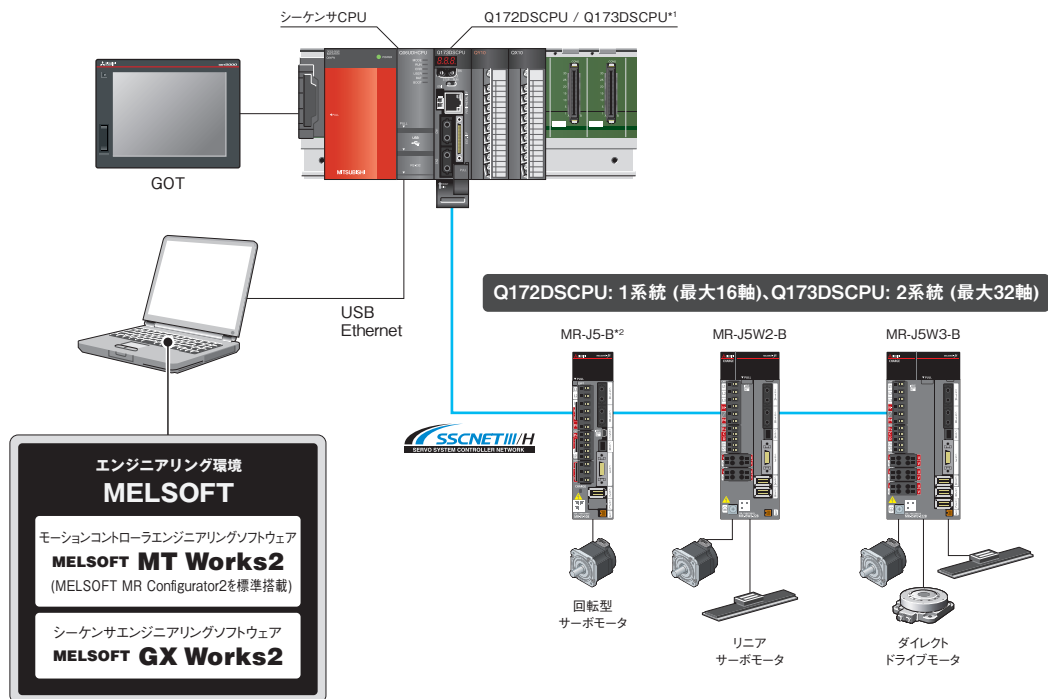 シーケンサCPU
Q172DSCPU / Q173DSCPU*1
Q173DSCPU
QX10
QX10
MITSUBISHI
GOT
USB
Ethernet
Q172DSCPU: 1系統 (最大16軸)、Q173DSCPU: 2系統 (最大32軸)
MR-J5-B*2
MR-J5W2-B
MR-J5W3-B
SSCNETIII/H
SERVO SYSTEM CONTROLLER NETWORK
エンジニアリング環境
MELSOFT
モーションコントローラエンジニアリングソフトウェア
MELSOFT MT Works2
(MELSOFT MR Configurator2を標準搭載)
シーケンサエンジニアリングソフトウェア
MELSOFT GX Works2
回転型
サーボモータ
リニア
サーボモータ
ダイレクト
ドライブモータ